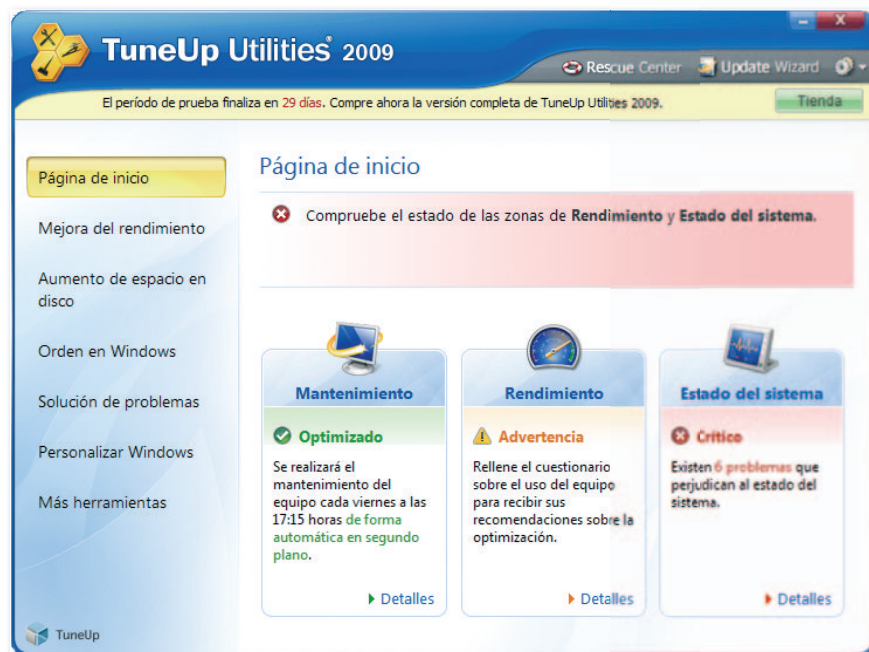 TuneUp Utilities® 2009
Rescue Center
Update Wizard
El período de prueba finaliza en 29 días. Compre ahora la versión completa de TuneUp Utilities 2009.
Tienda
Página de inicio
Mejora del rendimiento
Aumento de espacio en
disco
Orden en Windows
Solución de problemas
Personalizar Windows
Más herramientas
TuneUp
Página de inicio
Compruebe el estado de las zonas de Rendimiento y Estado del sistema.
Mantenimiento
Optimizado
Se realizará el
mantenimiento del
equipo cada viernes a las
17:15 horas de forma
automática en segundo
plano.
Detalles
Rendimiento
Advertencia
Rellene el cuestionario
sobre el uso del equipo
para recibir sus
recomendaciones sobre la
optimización.
Detalles
Estado del sistema
Crítico
Existen 6 problemas que
perjudican al estado del
sistema.
Detalles